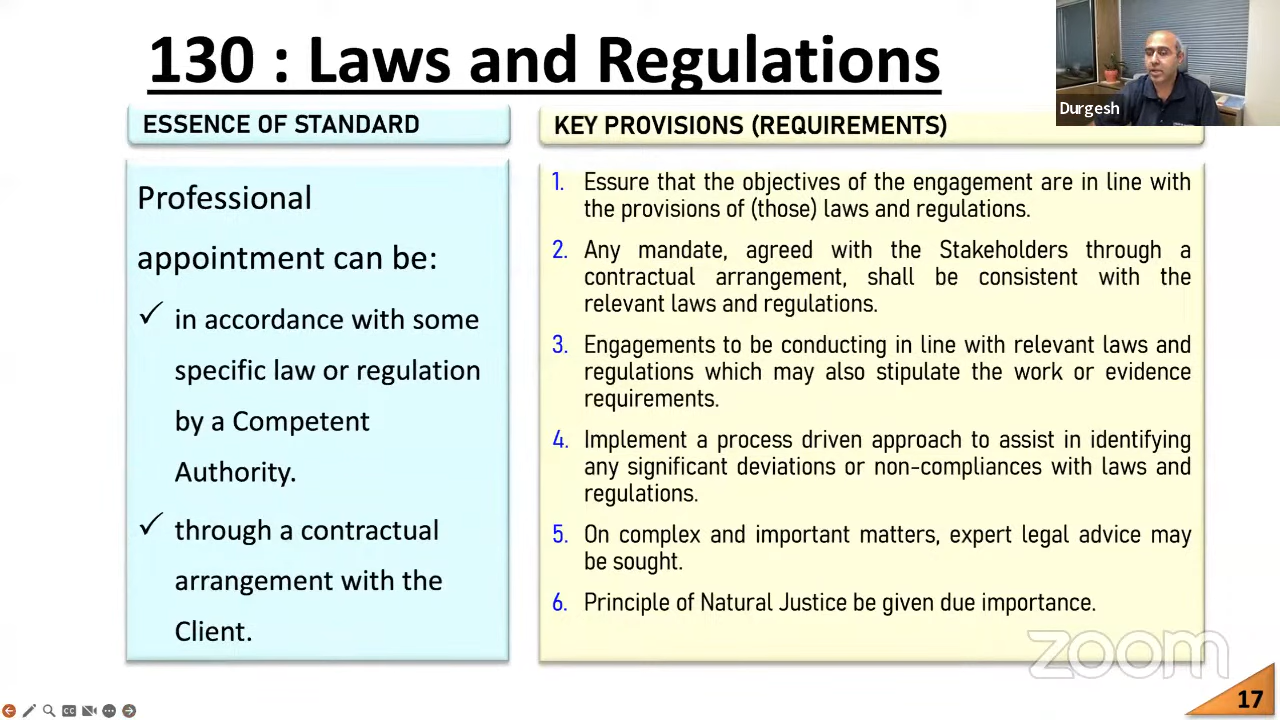 130 : Laws and Regulations
Durgesh
ESSENCE OF STANDARD
Professional
appointment can be:
✓ in accordance with some
specific law or regulation
by a Competent
Authority.
✓ through a contractual
arrangement with the
Client.
KEY PROVISIONS (REQUIREMENTS)
1. Essure that the objectives of the engagement are in line with
the provisions of (those) laws and regulations.
2. Any mandate, agreed with the Stakeholders through a
contractual arrangement, shall be consistent with the
relevant laws and regulations.
3. Engagements to be conducting in line with relevant laws and
regulations which may also stipulate the work or evidence
requirements.
4. Implement a process driven approach to assist in identifying
any significant deviations or non-compliances with laws and
regulations.
5. On complex and important matters, expert legal advice may
be sought.
6. Principle of Natural Justice be given due importance.
zoom
CC
17